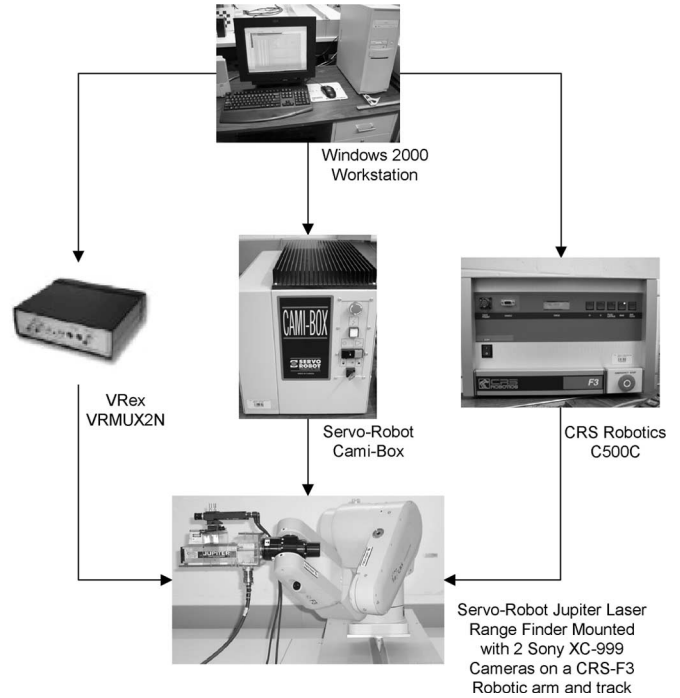 Windows 2000
Workstation
CAMI-BOX
SERVO
ROBOT
CRS
ROBOTICS
F3
VRex
VRMUX2N
Servo-Robot
Cami-Box
CRS Robotics
C500C
JUPITER
Servo-Robot Jupiter Laser
Range Finder Mounted
with 2 Sony XC-999
Cameras on a CRS-F3
Robotic arm and track